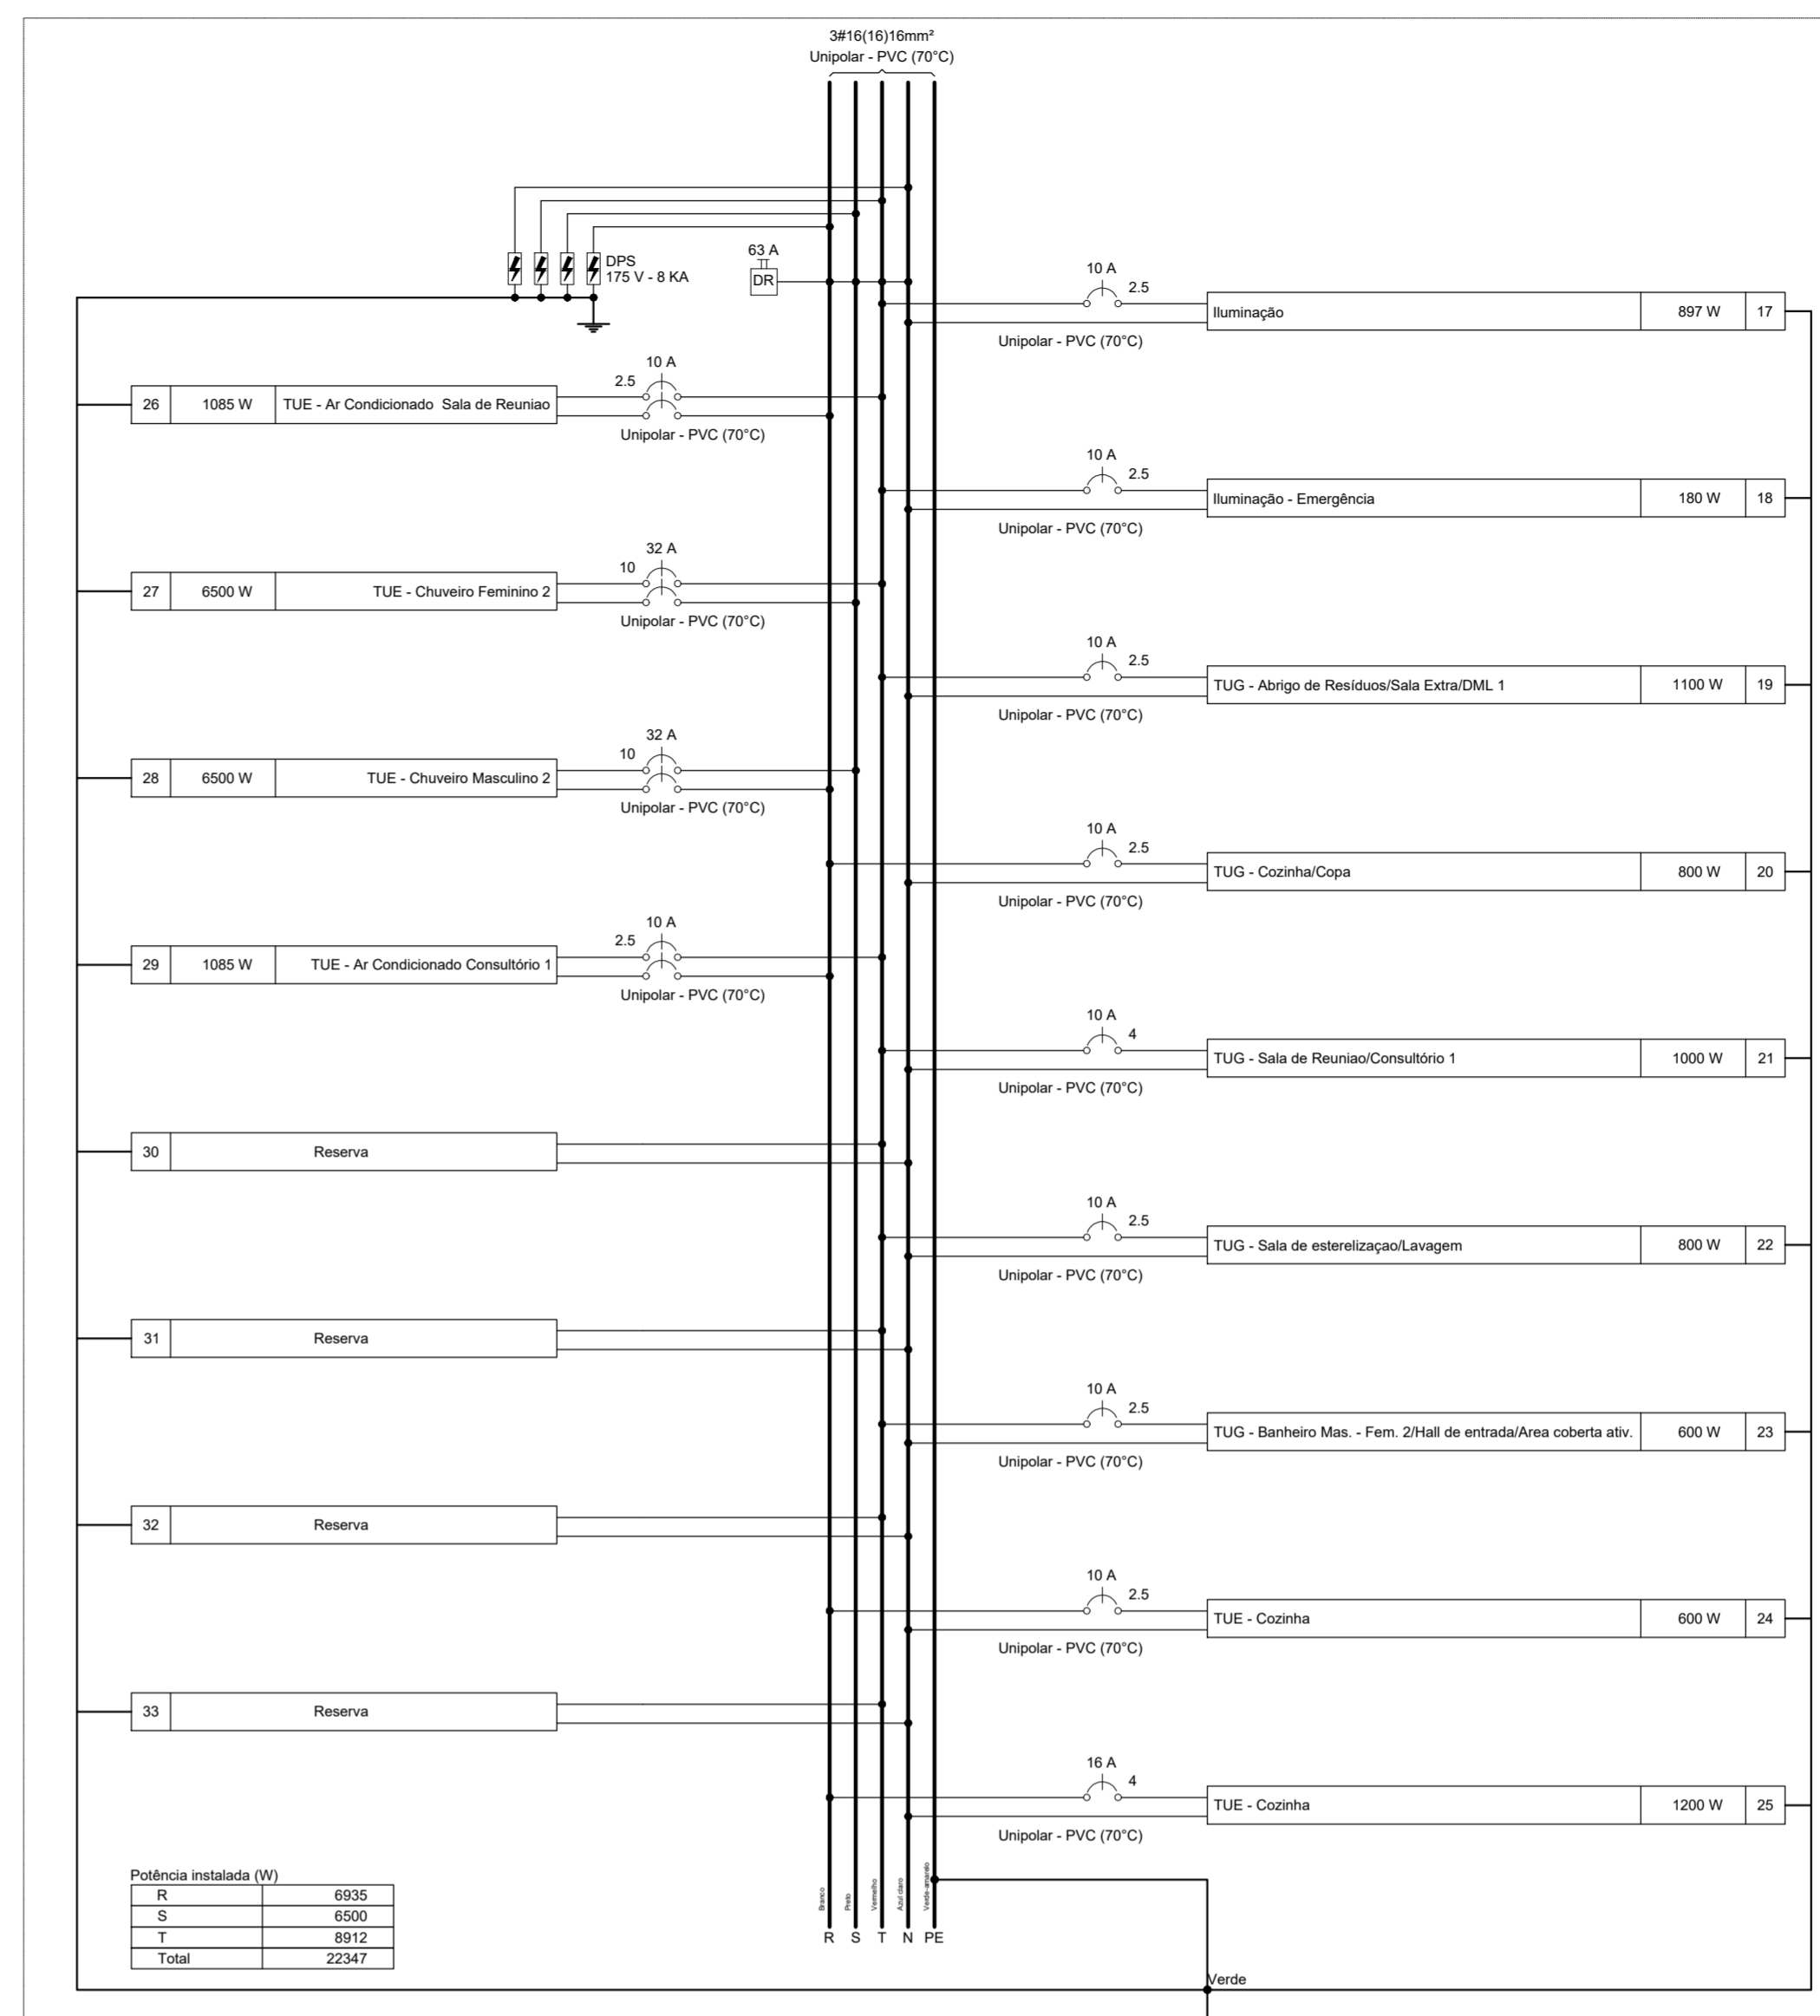 3#16(16)16mm²
Unipolar - PVC (70°C)
DPS
175 V - 8 KA
63 A
DR
10 A
2.5
Iluminação 897 W 17
Unipolar - PVC (70°C)
10 A
2.5
26 1085 W TUE - Ar Condicionado Sala de Reuniao
Unipolar - PVC (70°C)
10 A
2.5
Iluminação - Emergência 180 W 18
Unipolar - PVC (70°C)
32 A
10
27 6500 W TUE - Chuveiro Feminino 2
Unipolar - PVC (70°C)
10 A
2.5
TUG - Abrigo de Resíduos/Sala Extra/DML 1 1100 W 19
Unipolar - PVC (70°C)
32 A
10
28 6500 W TUE - Chuveiro Masculino 2
Unipolar - PVC (70°C)
10 A
2.5
TUG - Cozinha/Copa 800 W 20
Unipolar - PVC (70°C)
10 A
2.5
29 1085 W TUE - Ar Condicionado Consultório 1
Unipolar - PVC (70°C)
10 A
4
TUG - Sala de Reuniao/Consultório 1 1000 W 21
Unipolar - PVC (70°C)
30 Reserva
10 A
2.5
TUG - Sala de esterelizaçao/Lavagem 800 W 22
Unipolar - PVC (70°C)
31 Reserva
10 A
2.5
TUG - Banheiro Mas. - Fem. 2/Hall de entrada/Area coberta ativ. 600 W 23
Unipolar - PVC (70°C)
32 Reserva
10 A
2.5
TUE - Cozinha 600 W 24
Unipolar - PVC (70°C)
33 Reserva
16 A
4
TUE - Cozinha 1200 W 25
Unipolar - PVC (70°C)
Potência instalada (W)
R 6935
S 6500
T 8912
Total 22347
Branco
Preto
Vermelho
Azul claro
Verde-amarelo
R S T N PE
Verde